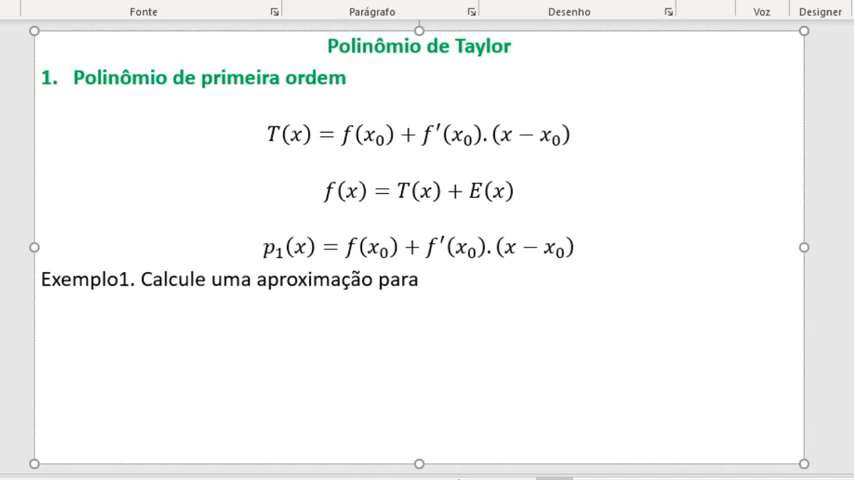 Fonte Parágrafo Desenho Voz Designer
Polinômio de Taylor
1. Polinômio de primeira ordem
T(x) = f(x₀) + f′(x₀).(x − x₀)
f(x) = T(x) + E(x)
p₁(x) = f(x₀) + f′(x₀).(x − x₀)
Exemplo1. Calcule uma aproximação para